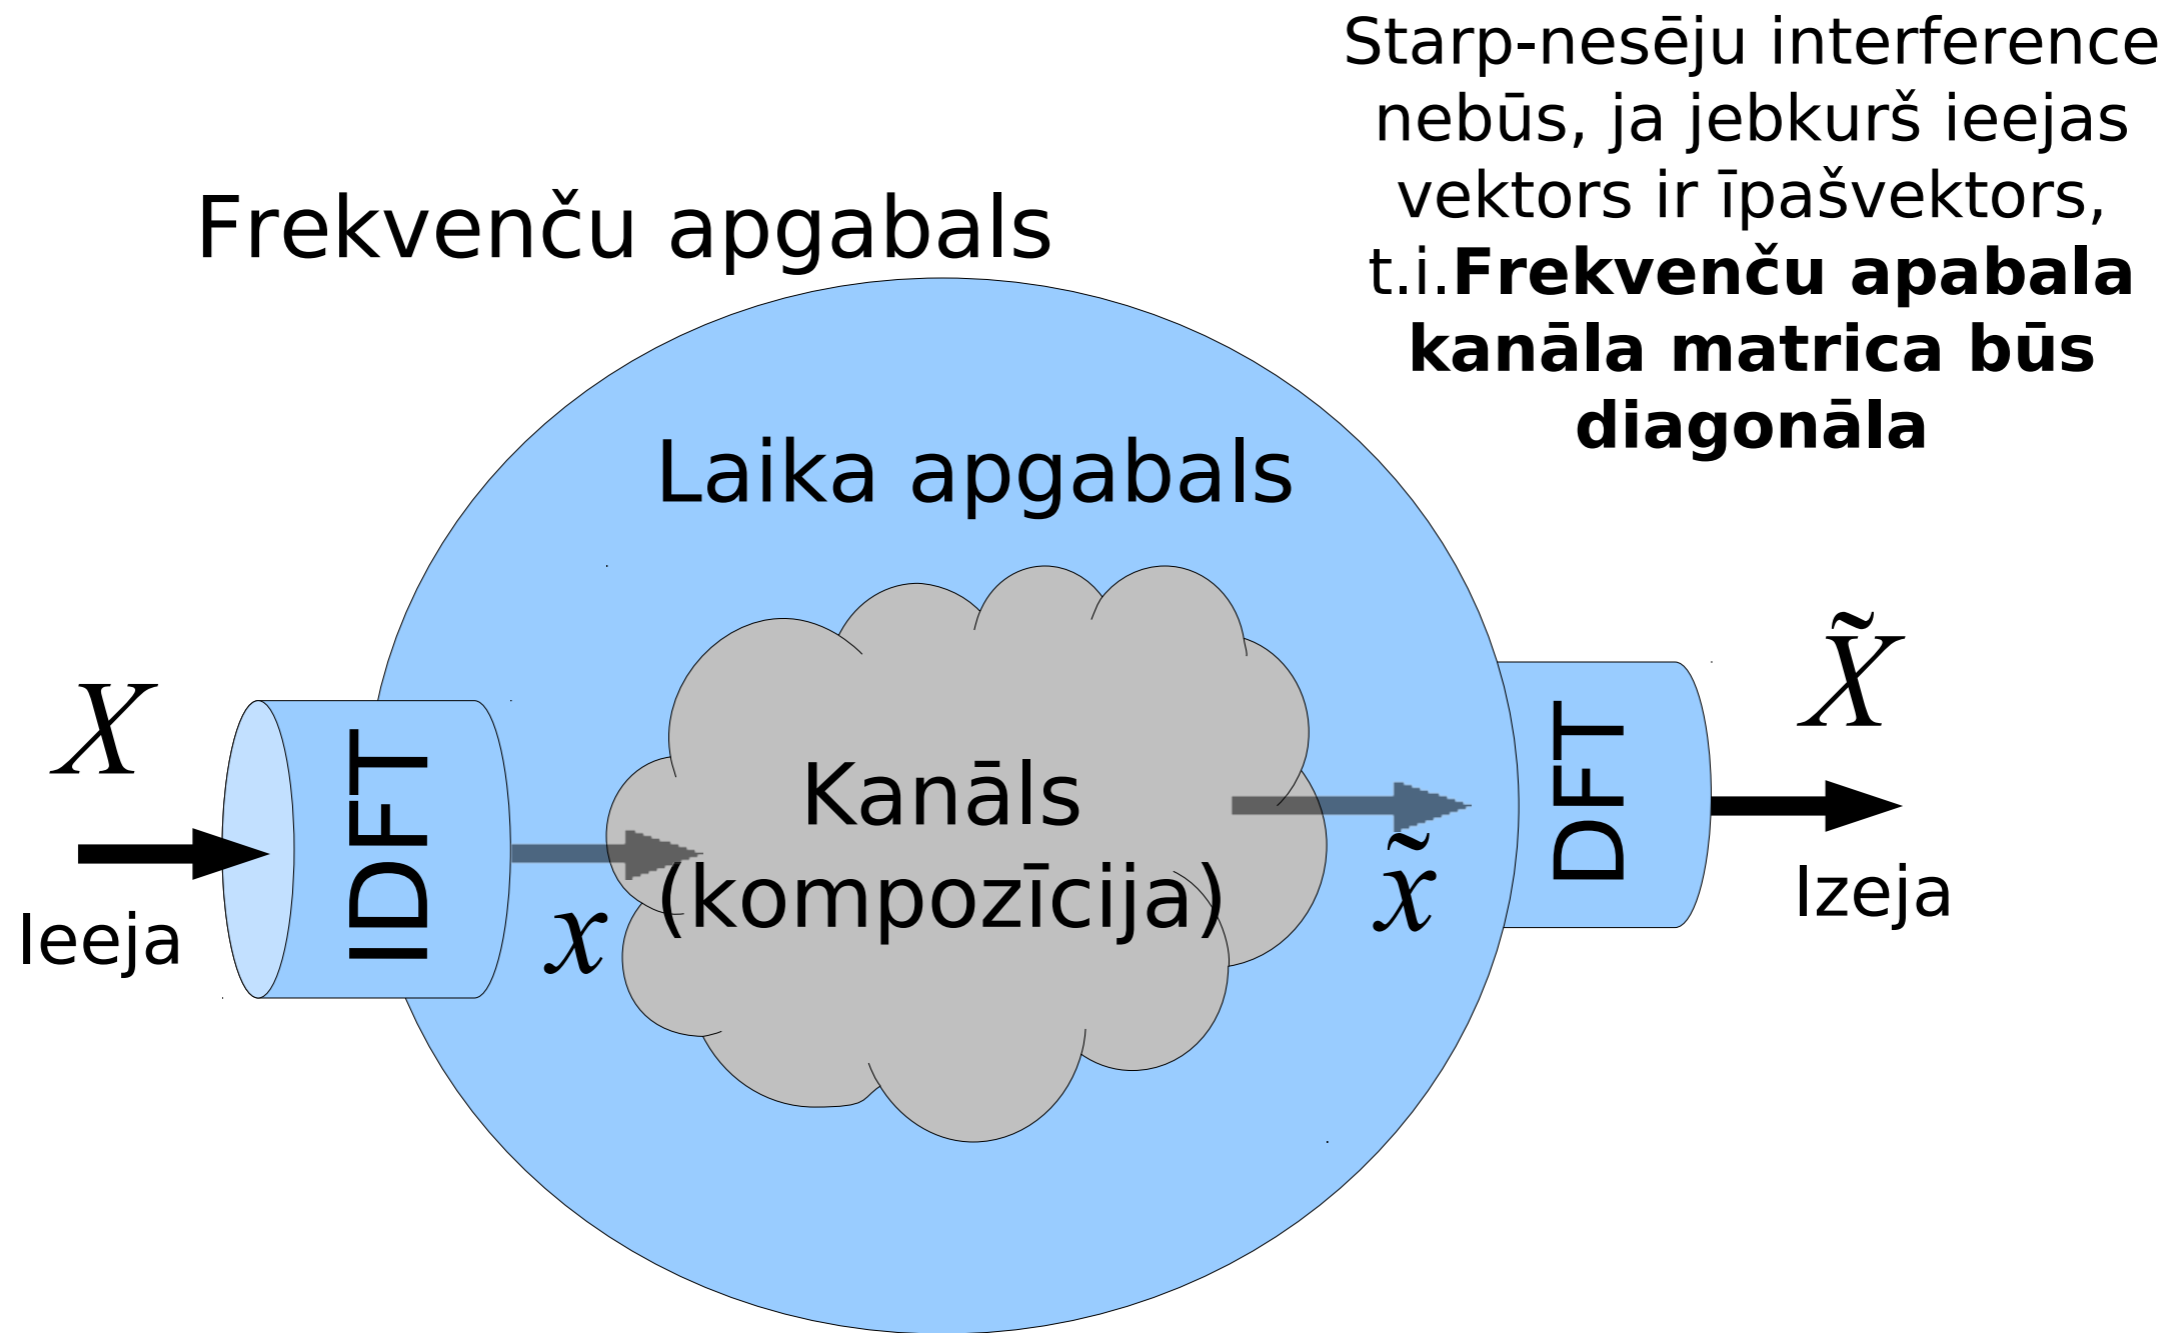 Starp-nesēju interference
nebūs, ja jebkurš ieejas
vektors ir īpašvektors,
t.i.Frekvenču apabala
kanāla matrica būs
diagonāla
Frekvenču apgabals
Laika apgabals
X
IDFT
Ieeja
x
Kanāls
(kompozīcija)
x̃
DFT
X̃
Izeja